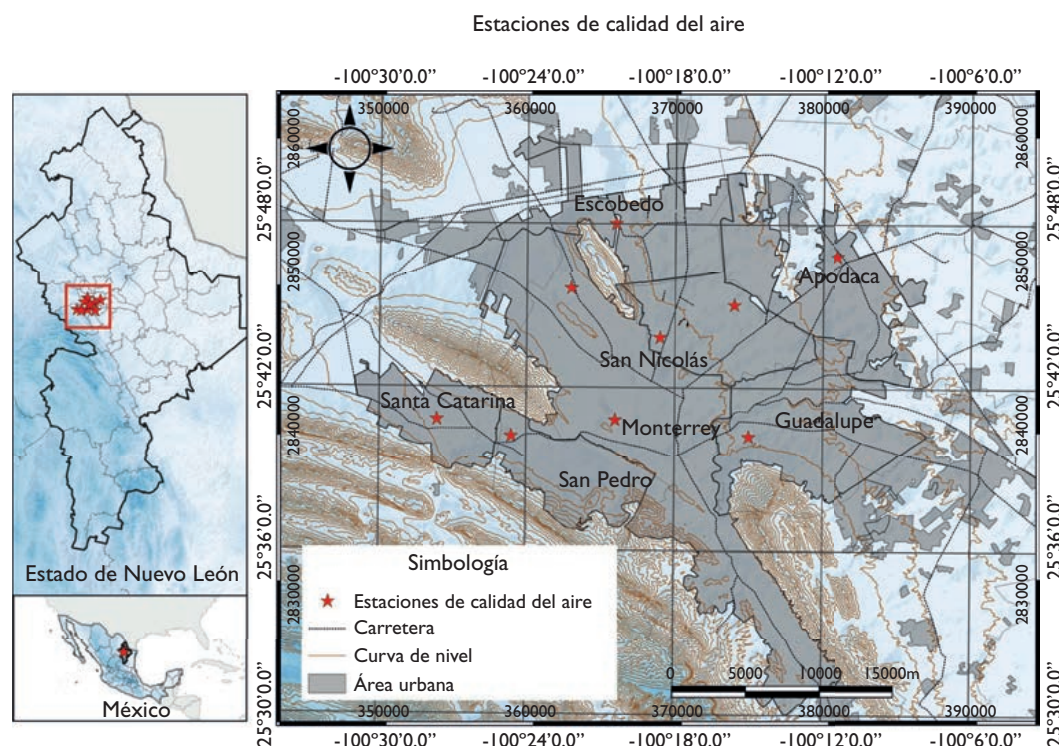 Estaciones de calidad del aire
-100°30'0.0’’ -100°24'0.0’’ -100°18'0.0’’ -100°12'0.0’’ -100°6'0.0’’
350000 360000 370000 380000 390000
2860000 2860000
25°48'0.0’’ 25°48'0.0’’
Escobedo
2850000 2850000
Apodaca
San Nicolás
25°42'0.0’’ 25°42'0.0’’
Santa Catarina
Guadalupe
Monterrey
2840000 2840000
San Pedro
25°36'0.0’’ 25°36'0.0’’
Estado de Nuevo León
México
Simbología
Estaciones de calidad del aire
Carretera
Curva de nivel
Área urbana
2830000 2830000
0 5000 10000 15000m
25°30'0.0’’ 25°30'0.0’’
350000 360000 370000 380000 390000
-100°30'0.0’’ -100°24'0.0’’ -100°18'0.0’’ -100°12'0.0’’ -100°6'0.0’’